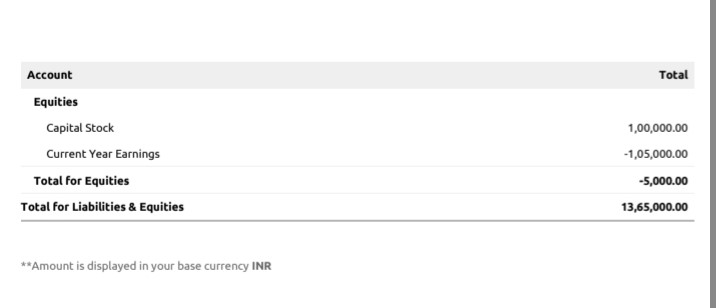 Account Total
Equities
Capital Stock 1,00,000.00
Current Year Earnings -1,05,000.00
Total for Equities -5,000.00
Total for Liabilities & Equities 13,65,000.00
**Amount is displayed in your base currency INR